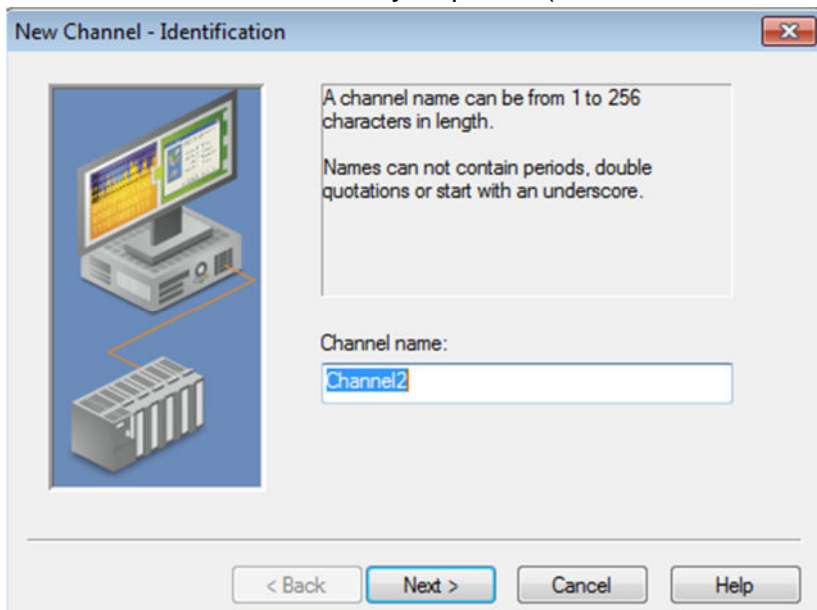 New Channel - Identification
A channel name can be from 1 to 256
characters in length.
Names can not contain periods, double
quotations or start with an underscore.
Channel name:
Channel2
< Back
Next >
Cancel
Help